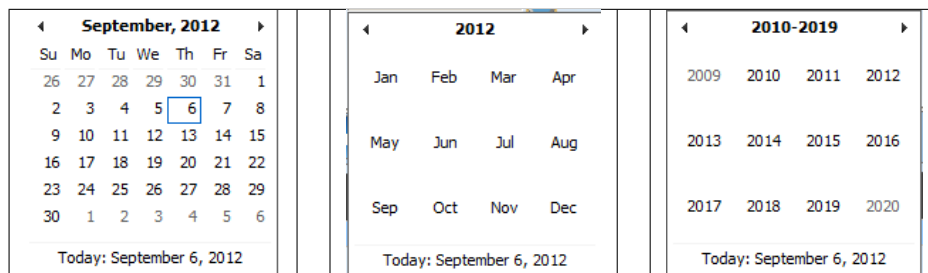 September, 2012
Su Mo Tu We Th Fr Sa
26 27 28 29 30 31 1
2 3 4 5 6 7 8
9 10 11 12 13 14 15
16 17 18 19 20 21 22
23 24 25 26 27 28 29
30 1 2 3 4 5 6
Today: September 6, 2012
2012
Jan Feb Mar Apr
May Jun Jul Aug
Sep Oct Nov Dec
Today: September 6, 2012
2010-2019
2009 2010 2011 2012
2013 2014 2015 2016
2017 2018 2019 2020
Today: September 6, 2012